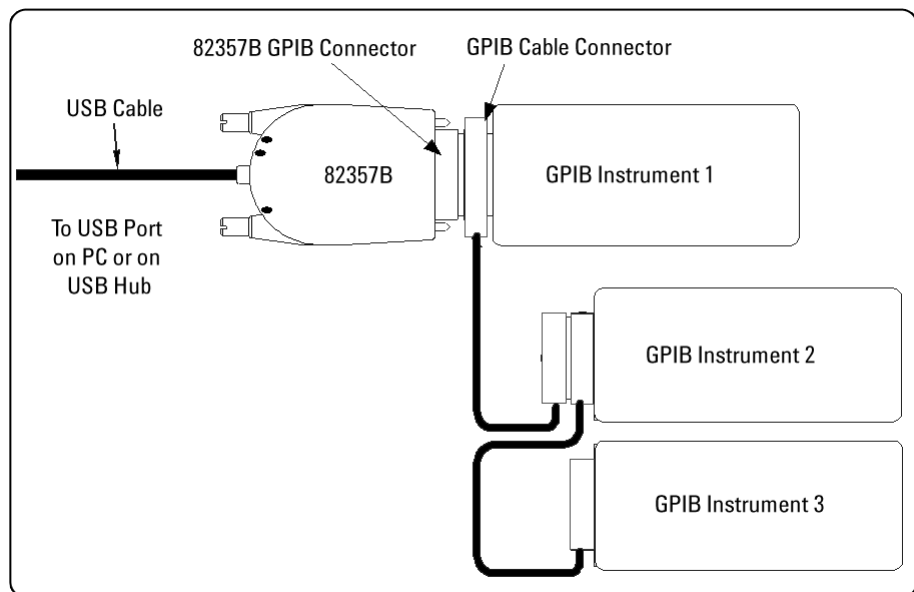 82357B GPIB Connector
GPIB Cable Connector
USB Cable
82357B
GPIB Instrument 1
To USB Port
on PC or on
USB Hub
GPIB Instrument 2
GPIB Instrument 3